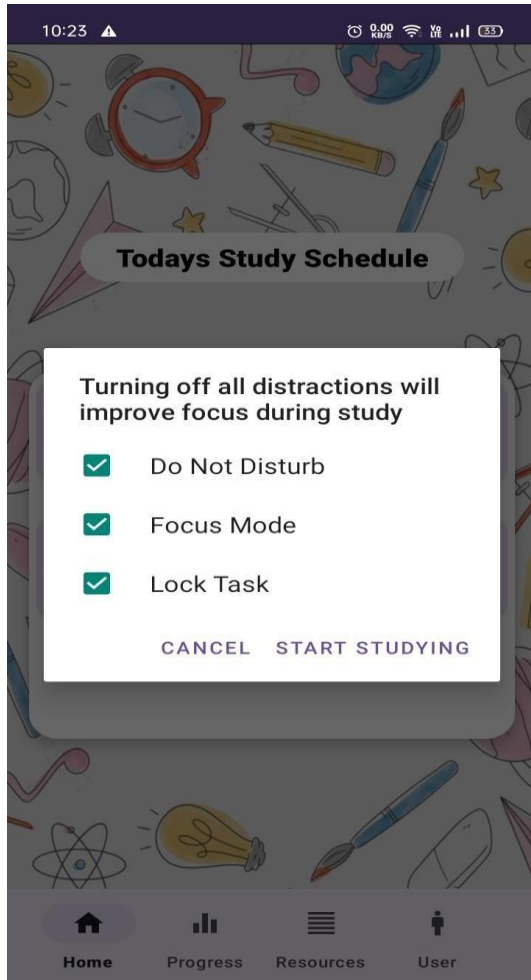 10:23
0.00
KB/S
Vo
LTE
33
Todays Study Schedule
Turning off all distractions will
improve focus during study
Do Not Disturb
Focus Mode
Lock Task
CANCEL START STUDYING
Home Progress Resources User